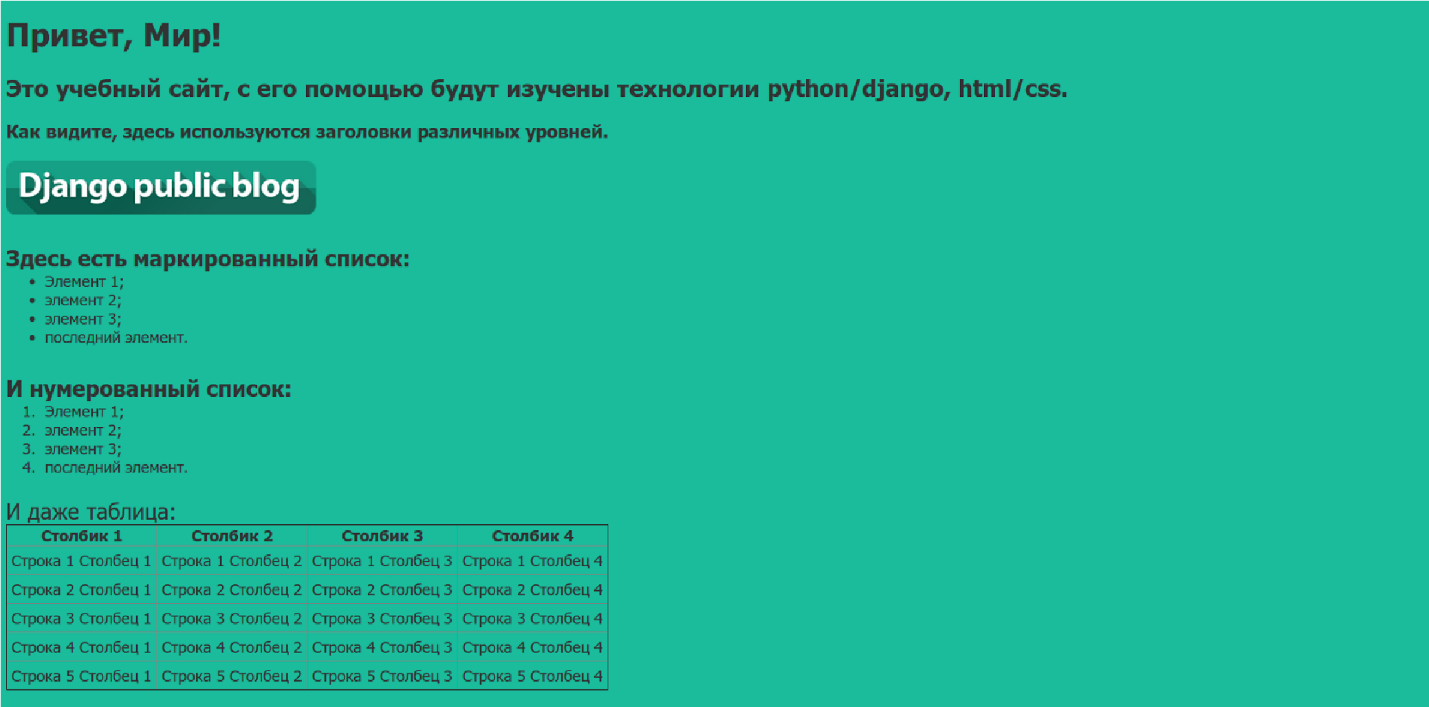 Привет, Мир!
Это учебный сайт, с его помощью будут изучены технологии python/django, html/css.
Как видите, здесь используются заголовки различных уровней.
Django public blog
Здесь есть маркированный список:
• Элемент 1;
• элемент 2;
• элемент 3;
• последний элемент.
И нумерованный список:
1. Элемент 1;
2. элемент 2;
3. элемент 3;
4. последний элемент.
И даже таблица:
Столбик 1 Столбик 2 Столбик 3 Столбик 4
Строка 1 Столбец 1 Строка 1 Столбец 2 Строка 1 Столбец 3 Строка 1 Столбец 4
Строка 2 Столбец 1 Строка 2 Столбец 2 Строка 2 Столбец 3 Строка 2 Столбец 4
Строка 3 Столбец 1 Строка 3 Столбец 2 Строка 3 Столбец 3 Строка 3 Столбец 4
Строка 4 Столбец 1 Строка 4 Столбец 2 Строка 4 Столбец 3 Строка 4 Столбец 4
Строка 5 Столбец 1 Строка 5 Столбец 2 Строка 5 Столбец 3 Строка 5 Столбец 4